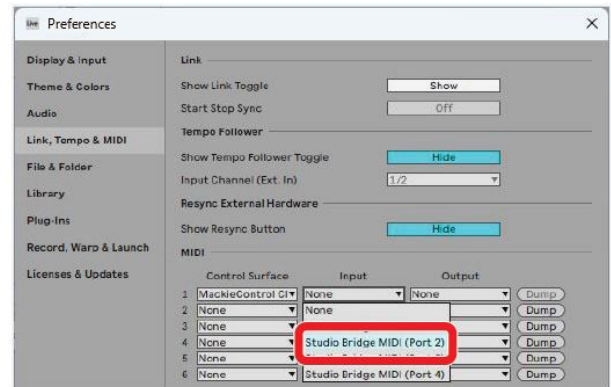 Live Preferences
Display & Input
Theme & Colors
Audio
Link, Tempo & MIDI
File & Folder
Library
Plug-Ins
Record, Warp & Launch
Licenses & Updates
Link
Show Link Toggle Show
Start Stop Sync Off
Tempo Follower
Show Tempo Follower Toggle Hide
Input Channel (Ext. In) 1/2
Resync External Hardware
Show Resync Button Hide
MIDI
Control Surface Input Output
1 MackieControl Cl None None Dump
2 None None Dump
3 None Dump
4 None Studio Bridge MIDI (Port 2) Dump
5 None Dump
6 None Studio Bridge MIDI (Port 4) Dump